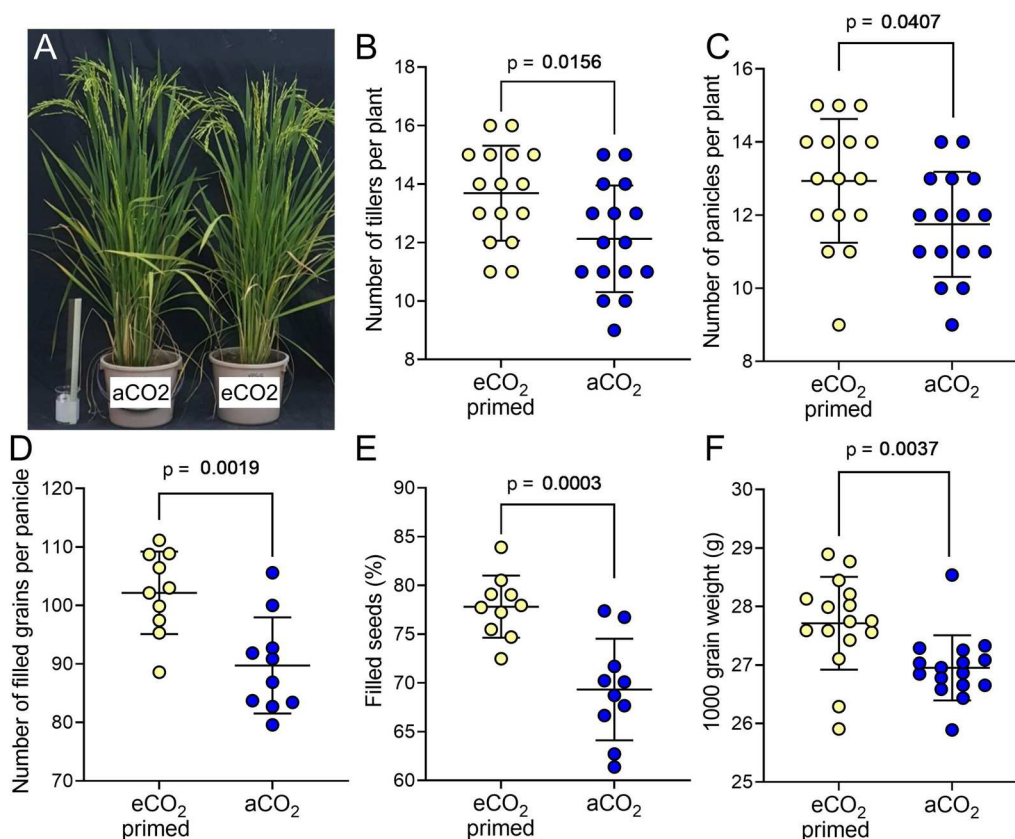 A
aCO2
eCO2
B
p = 0.0156
Number of tillers per plant
18
16
14
12
10
8
eCO₂
primed
aCO₂
C
p = 0.0407
Number of panicles per plant
16
14
12
10
8
eCO₂
primed
aCO₂
D
p = 0.0019
Number of filled grains per panicle
120
110
100
90
80
70
eCO₂
primed
aCO₂
E
p = 0.0003
Filled seeds (%)
90
85
80
75
70
65
60
eCO₂
primed
aCO₂
F
p = 0.0037
1000 grain weight (g)
30
29
28
27
26
25
eCO₂
primed
aCO₂